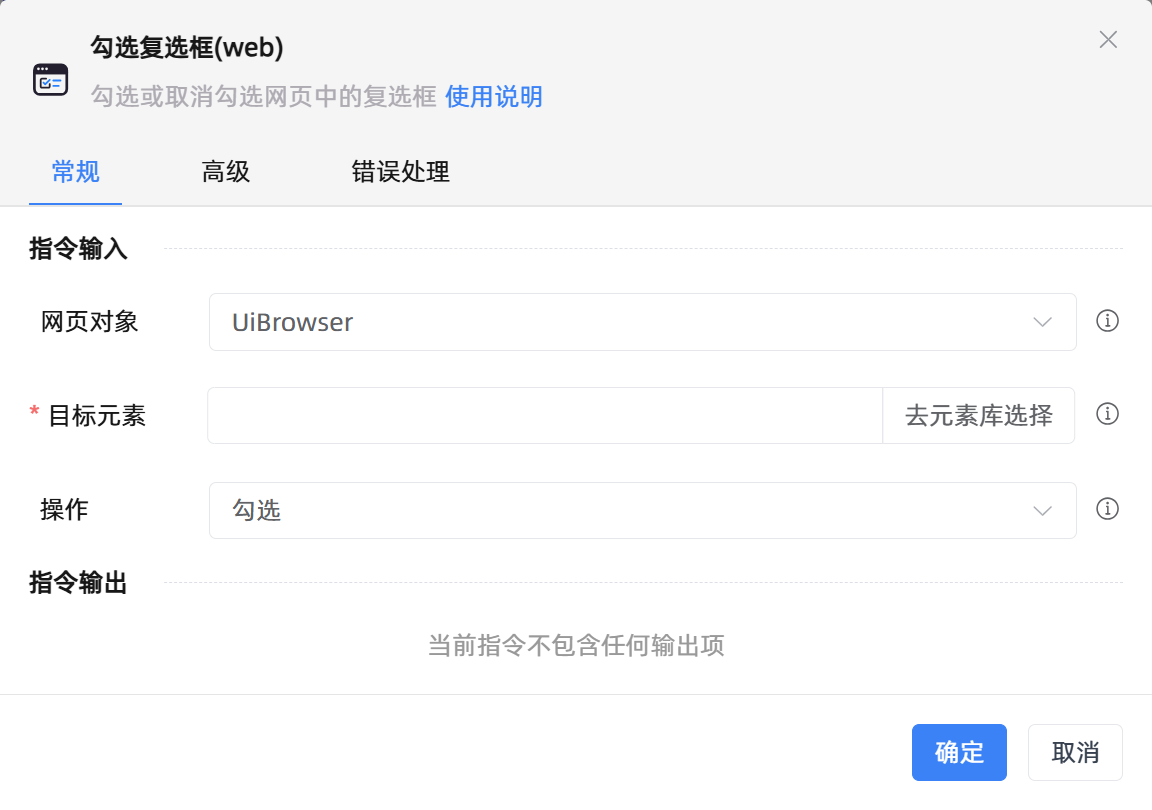 勾选复选框(web)
勾选或取消勾选网页中的复选框 使用说明
常规 高级 错误处理
指令输入
网页对象 UiBrowser
* 目标元素 去元素库选择
操作 勾选
指令输出
当前指令不包含任何输出项
确定 取消